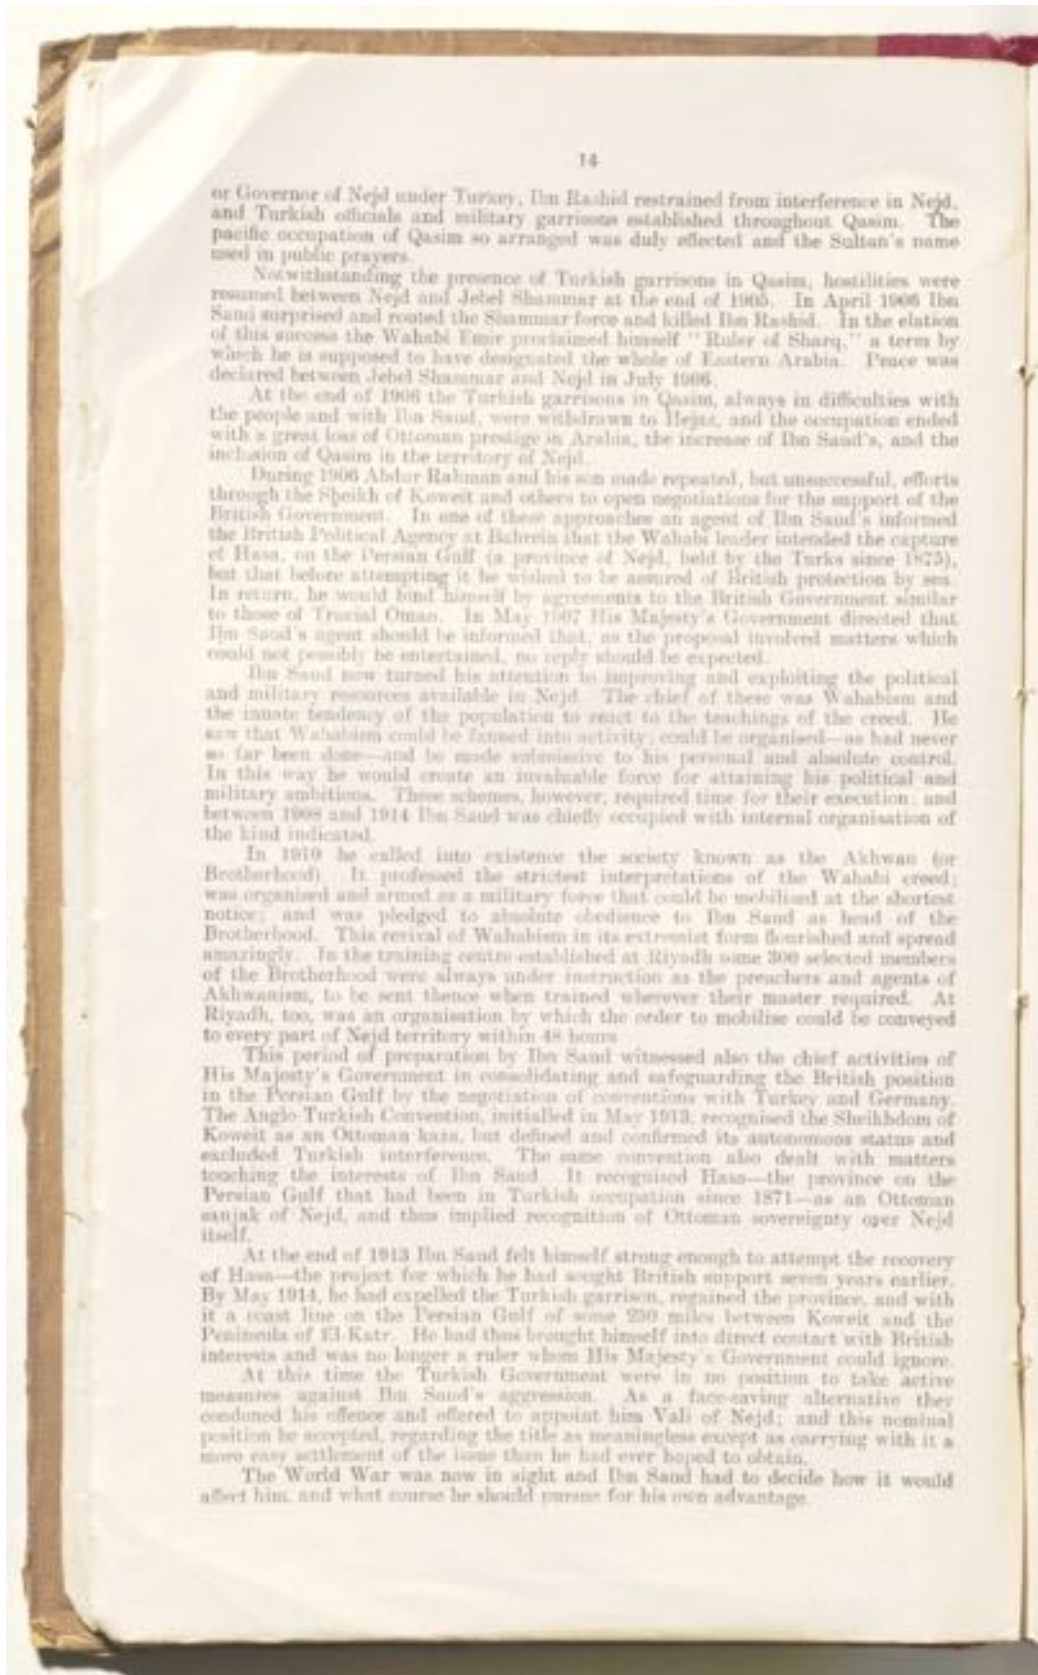 14
or Governor of Nejd under Turkey, Ibn Rashid restrained from interference in Nejd,
and Turkish officials and military garrisons established throughout Qasim. The
pacific occupation of Qasim so arranged was duly effected and the Sultan's name
used in public prayers.
Notwithstanding the presence of Turkish garrisons in Qasim, hostilities were
resumed between Nejd and Jebel Shammar at the end of 1905. In April 1906 Ibn
Saud surprised and routed the Shammar force and killed Ibn Rashid. In the elation
of this success the Wahabi Emir proclaimed himself "Ruler of Sharq," a term by
which he is supposed to have designated the whole of Eastern Arabia. Peace was
declared between Jebel Shammar and Nejd in July 1906.
At the end of 1906 the Turkish garrisons in Qasim, always in difficulties with
the people and with Ibn Saud, were withdrawn to Hejaz, and the occupation ended
with a great loss of Ottoman prestige in Arabia, the increase of Ibn Saud's, and the
inclusion of Qasim in the territory of Nejd.
During 1906 Abdur Rahman and his son made repeated, but unsuccessful, efforts
through the Sheikh of Koweit and others to open negotiations for the support of the
British Government. In one of these approaches an agent of Ibn Saud's informed
the British Political Agency at Bahrein that the Wahabi leader intended the capture
of Hasa, on the Persian Gulf (a province of Nejd, held by the Turks since 1875),
but that before attempting it he wished to be assured of British protection by sea.
In return, he would bind himself by agreements to the British Government similar
to those of Trucial Oman. In May 1907 His Majesty's Government directed that
Ibn Saud's agent should be informed that, as the proposal involved matters which
could not possibly be entertained, no reply should be expected.
Ibn Saud now turned his attention to improving and exploiting the political
and military resources available in Nejd. The chief of these was Wahabism and
the innate tendency of the population to react to the teachings of the creed. He
saw that Wahabism could be fanned into activity; could be organised—as had never
so far been done—and be made submissive to his personal and absolute control.
In this way he would create an invaluable force for attaining his political and
military ambitions. These schemes, however, required time for their execution; and
between 1908 and 1914 Ibn Saud was chiefly occupied with internal organisation of
the kind indicated.
In 1910 he called into existence the society known as the Akhwan (or
Brotherhood). It professed the strictest interpretations of the Wahabi creed;
was organised and armed as a military force that could be mobilised at the shortest
notice; and was pledged to absolute obedience to Ibn Saud as head of the
Brotherhood. This revival of Wahabism in its extremist form flourished and spread
amazingly. In the training centre established at Riyadh some 300 selected members
of the Brotherhood were always under instruction as the preachers and agents of
Akhwanism, to be sent thence when trained wherever their master required. At
Riyadh, too, was an organisation by which the order to mobilise could be conveyed
to every part of Nejd territory within 48 hours.
This period of preparation by Ibn Saud witnessed also the chief activities of
His Majesty's Government in consolidating and safeguarding the British position
in the Persian Gulf by the negotiation of conventions with Turkey and Germany.
The Anglo-Turkish Convention, initialled in May 1913, recognised the Sheikhdom of
Koweit as an Ottoman kaza, but defined and confirmed its autonomous status and
excluded Turkish interference. The same convention also dealt with matters
touching the interests of Ibn Saud. It recognised Hasa—the province on the
Persian Gulf that had been in Turkish occupation since 1871—as an Ottoman
sanjak of Nejd, and thus implied recognition of Ottoman sovereignty over Nejd
itself.
At the end of 1913 Ibn Saud felt himself strong enough to attempt the recovery
of Hasa—the project for which he had sought British support seven years earlier.
By May 1914, he had expelled the Turkish garrison, regained the province, and with
it a coast line on the Persian Gulf of some 250 miles between Koweit and the
Peninsula of El Katr. He had thus brought himself into direct contact with British
interests and was no longer a ruler whom His Majesty's Government could ignore.
At this time the Turkish Government were in no position to take active
measures against Ibn Saud's aggression. As a face-saving alternative they
condoned his offence and offered to appoint him Vali of Nejd; and this nominal
position he accepted, regarding the title as meaningless except as carrying with it a
more easy settlement of the issue than he had ever hoped to obtain.
The World War was now in sight and Ibn Saud had to decide how it would
affect him, and what course he should pursue for his own advantage.